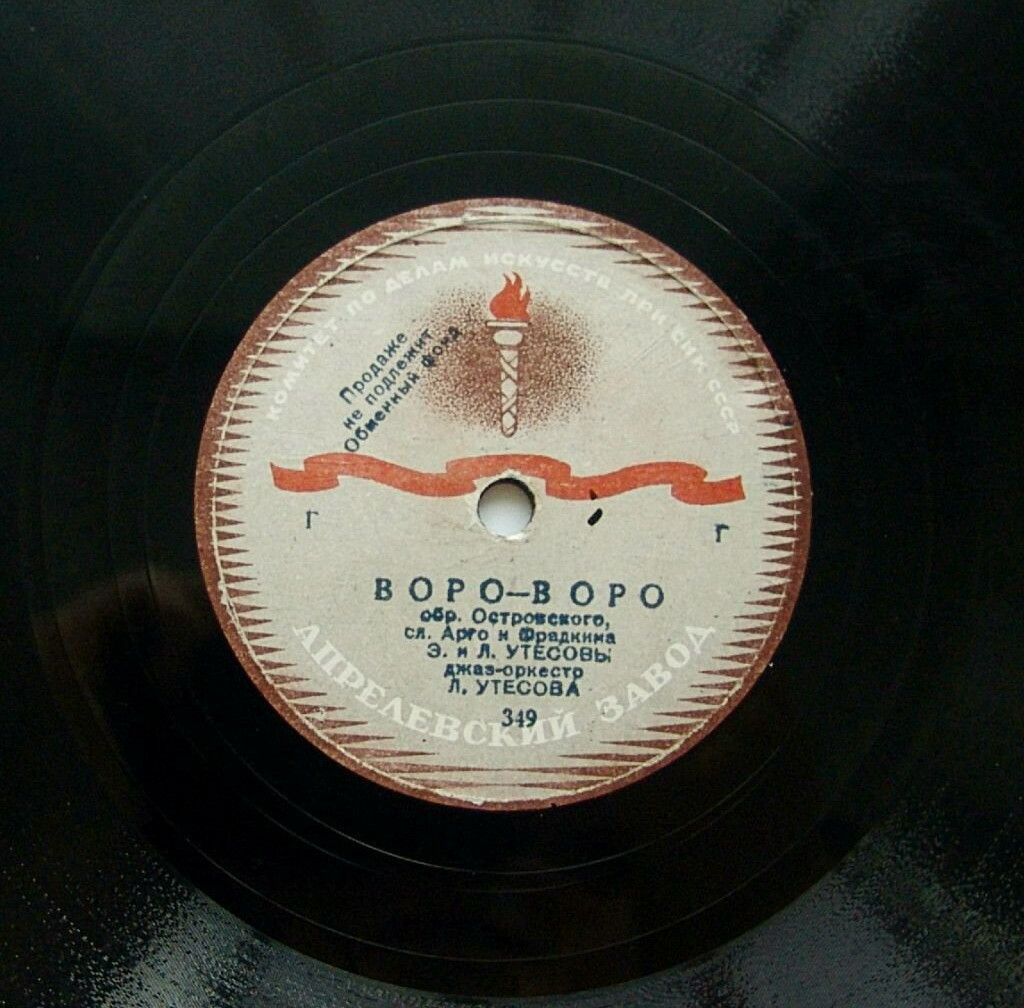 КОМИТЕТ ПО ДЕЛАМ ИСКУССТВ ПРИ СНК СССР
Продаже
не подлежит
Обменный фонд
Г Г
ВОРО—ВОРО
обр. Островского,
сл. Арго и Фрадкина
Э. и Л. УТЕСОВЫ
джаз-оркестр
Л. УТЕСОВА
349
АПРЕЛЕВСКИЙ ЗАВОД